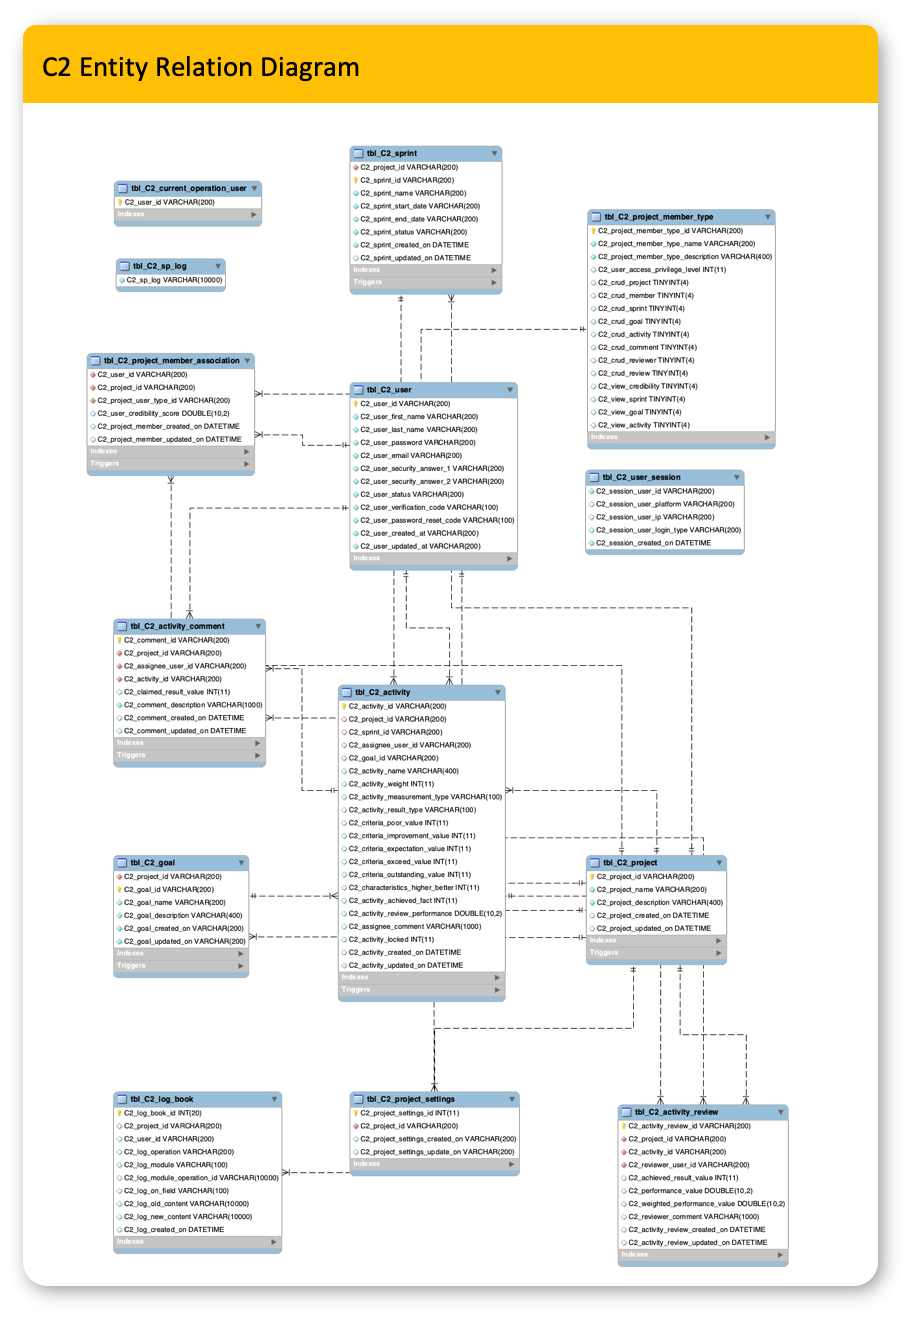 C2 Entity Relation Diagram
tbl_C2_sprint
C2_project_id VARCHAR(200)
C2_sprint_id VARCHAR(200)
C2_sprint_name VARCHAR(200)
C2_sprint_start_date VARCHAR(200)
C2_sprint_end_date VARCHAR(200)
C2_sprint_status VARCHAR(200)
C2_sprint_created_on DATETIME
C2_sprint_updated_on DATETIME
Indexes
Triggers
tbl_C2_current_operation_user
C2_user_id VARCHAR(200)
Indexes
tbl_C2_project_member_type
C2_project_member_type_id VARCHAR(200)
C2_project_member_type_name VARCHAR(200)
C2_project_member_type_description VARCHAR(400)
C2_user_access_privilege_level INT(11)
C2_crud_project TINYINT(4)
C2_crud_member TINYINT(4)
C2_crud_sprint TINYINT(4)
C2_crud_goal TINYINT(4)
C2_crud_activity TINYINT(4)
C2_crud_comment TINYINT(4)
C2_crud_reviewer TINYINT(4)
C2_crud_review TINYINT(4)
C2_view_credibility TINYINT(4)
C2_view_sprint TINYINT(4)
C2_view_goal TINYINT(4)
C2_view_activity TINYINT(4)
Indexes
tbl_C2_sp_log
C2_sp_log VARCHAR(10000)
tbl_C2_project_member_association
C2_user_id VARCHAR(200)
C2_project_id VARCHAR(200)
C2_project_user_type_id VARCHAR(200)
C2_user_credibility_score DOUBLE(10,2)
C2_project_member_created_on DATETIME
C2_project_member_updated_on DATETIME
Indexes
Triggers
tbl_C2_user
C2_user_id VARCHAR(200)
C2_user_first_name VARCHAR(200)
C2_user_last_name VARCHAR(200)
C2_user_password VARCHAR(200)
C2_user_email VARCHAR(200)
C2_user_security_answer_1 VARCHAR(200)
C2_user_security_answer_2 VARCHAR(200)
C2_user_status VARCHAR(200)
C2_user_verification_code VARCHAR(100)
C2_user_password_reset_code VARCHAR(100)
C2_user_created_at VARCHAR(200)
C2_user_updated_at VARCHAR(200)
Indexes
tbl_C2_user_session
C2_session_user_id VARCHAR(200)
C2_session_user_platform VARCHAR(200)
C2_session_user_ip VARCHAR(200)
C2_session_user_login_type VARCHAR(200)
C2_session_created_on DATETIME
tbl_C2_activity_comment
C2_comment_id VARCHAR(200)
C2_project_id VARCHAR(200)
C2_assignee_user_id VARCHAR(200)
C2_activity_id VARCHAR(200)
C2_claimed_result_value INT(11)
C2_comment_description VARCHAR(1000)
C2_comment_created_on DATETIME
C2_comment_updated_on DATETIME
Indexes
Triggers
tbl_C2_activity
C2_activity_id VARCHAR(200)
C2_project_id VARCHAR(200)
C2_sprint_id VARCHAR(200)
C2_assignee_user_id VARCHAR(200)
C2_goal_id VARCHAR(200)
C2_activity_name VARCHAR(400)
C2_activity_weight INT(11)
C2_activity_measurement_type VARCHAR(100)
C2_activity_result_type VARCHAR(100)
C2_criteria_poor_value INT(11)
C2_criteria_improvement_value INT(11)
C2_criteria_expectation_value INT(11)
C2_criteria_exceed_value INT(11)
C2_criteria_outstanding_value INT(11)
C2_characteristics_higher_better INT(11)
C2_activity_achieved_fact INT(11)
C2_activity_review_performance DOUBLE(10,2)
C2_assignee_comment VARCHAR(1000)
C2_activity_locked INT(11)
C2_activity_created_on DATETIME
C2_activity_updated_on DATETIME
Indexes
Triggers
tbl_C2_goal
C2_project_id VARCHAR(200)
C2_goal_id VARCHAR(200)
C2_goal_name VARCHAR(200)
C2_goal_description VARCHAR(400)
C2_goal_created_on VARCHAR(200)
C2_goal_updated_on VARCHAR(200)
Indexes
Triggers
tbl_C2_project
C2_project_id VARCHAR(200)
C2_project_name VARCHAR(200)
C2_project_description VARCHAR(400)
C2_project_created_on DATETIME
C2_project_updated_on DATETIME
Indexes
Triggers
tbl_C2_log_book
C2_log_book_id INT(20)
C2_project_id VARCHAR(200)
C2_user_id VARCHAR(200)
C2_log_operation VARCHAR(200)
C2_log_module VARCHAR(100)
C2_log_module_operation_id VARCHAR(10000)
C2_log_on_field VARCHAR(100)
C2_log_old_content VARCHAR(10000)
C2_log_new_content VARCHAR(10000)
C2_log_created_on DATETIME
Indexes
tbl_C2_project_settings
C2_project_settings_id INT(11)
C2_project_id VARCHAR(200)
C2_project_settings_created_on VARCHAR(200)
C2_project_settings_update_on VARCHAR(200)
Indexes
tbl_C2_activity_review
C2_activity_review_id VARCHAR(200)
C2_project_id VARCHAR(200)
C2_activity_id VARCHAR(200)
C2_reviewer_user_id VARCHAR(200)
C2_achieved_result_value INT(11)
C2_performance_value DOUBLE(10,2)
C2_weighted_performance_value DOUBLE(10,2)
C2_reviewer_comment VARCHAR(1000)
C2_activity_review_created_on DATETIME
C2_activity_review_updated_on DATETIME
Indexes